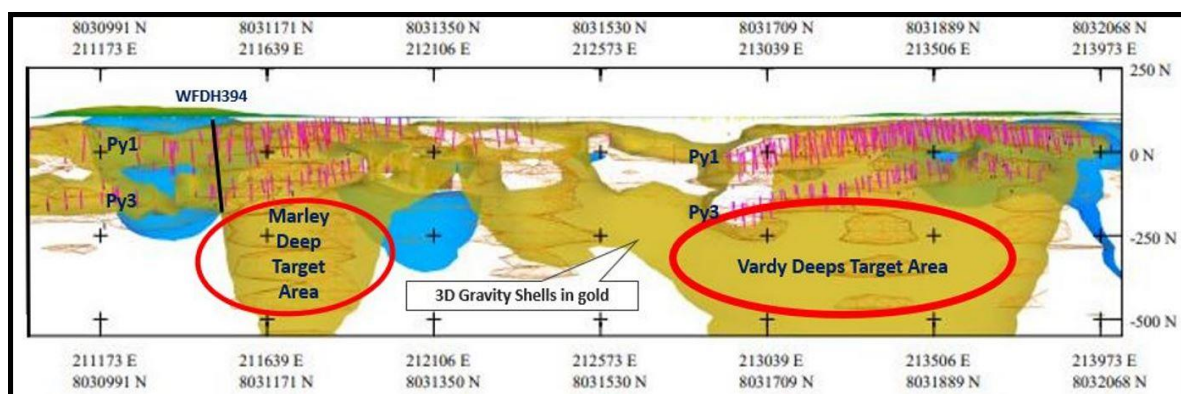 8030991 N 8031171 N 8031350 N 8031530 N 8031709 N 8031889 N 8032068 N
211173 E 211639 E 212106 E 212573 E 213039 E 213506 E 213973 E
250 N
WFDH394
Py1
Py1
0 N
Py3
Py3
Marley
Deep
Target
Area
-250 N
Vardy Deeps Target Area
3D Gravity Shells in gold
-500 N
211173 E 211639 E 212106 E 212573 E 213039 E 213506 E 213973 E
8030991 N 8031171 N 8031350 N 8031530 N 8031709 N 8031889 N 8032068 N